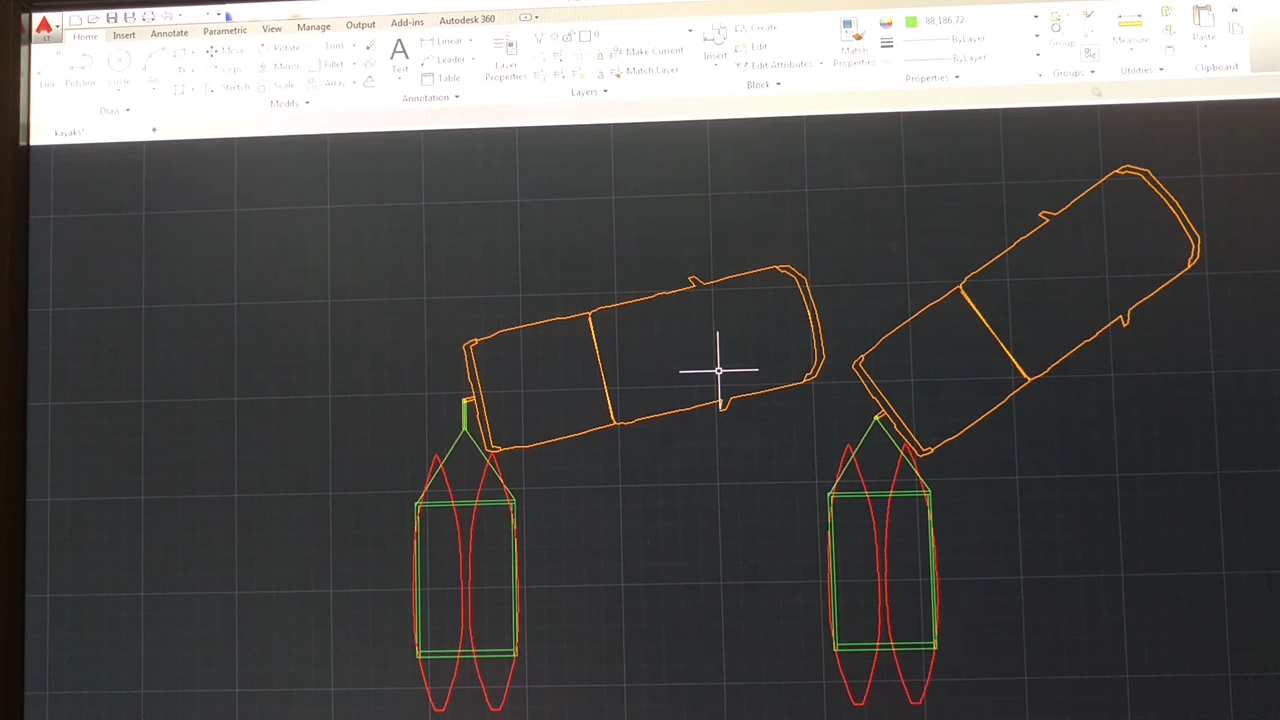 LT
Home Insert Annotate Parametric View Manage Output Add-ins Autodesk 360
Line Polyline Circle Arc
Draw
Move Rotate Trim
Mirror Fillet
Stretch Scale Array
Modify
A Text
Linear
Leader
Table
Annotation
Layer Properties
0
Make Current
Match Layer
Layers
Insert
Create
Edit
Edit Attributes
Block
Match Properties
88,186,72
ByLayer
ByLayer
Properties
Group
Groups
Measure
Utilities
Paste
Clipboard
kayaks*